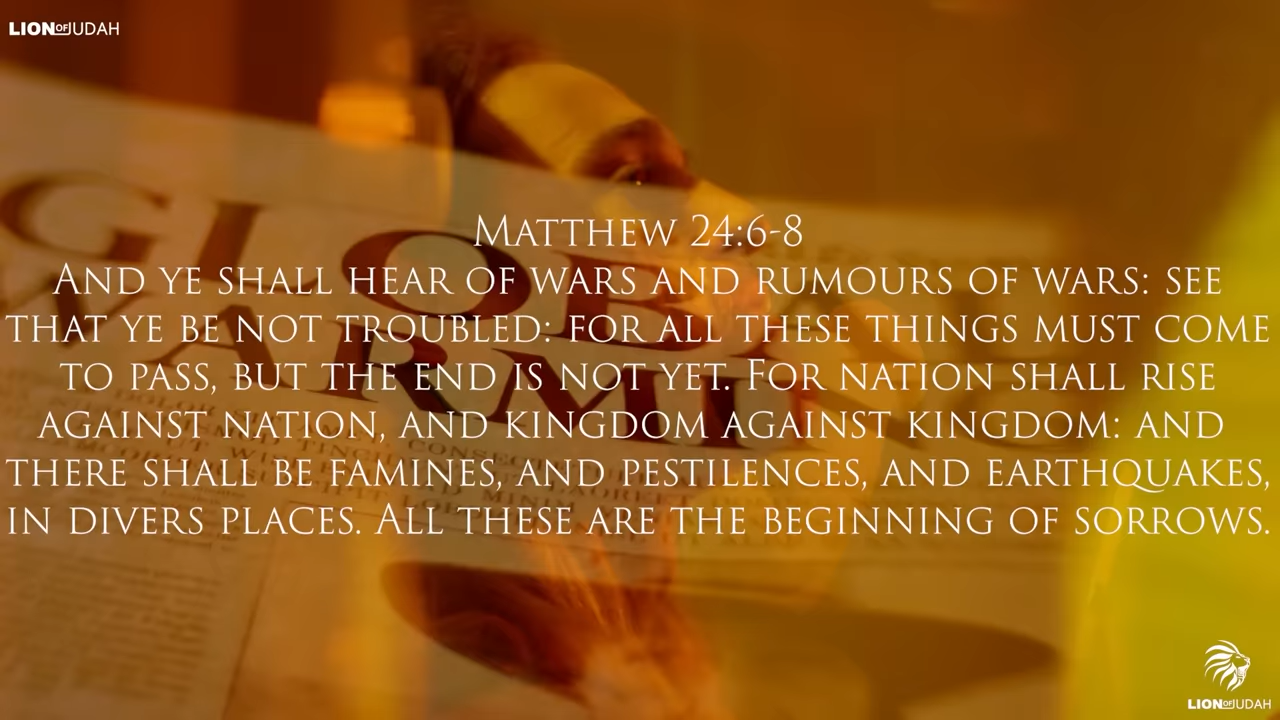 LION OF JUDAH
GLOBAL
WARMING
MATTHEW 24:6-8
AND YE SHALL HEAR OF WARS AND RUMOURS OF WARS: SEE
THAT YE BE NOT TROUBLED: FOR ALL THESE THINGS MUST COME
TO PASS, BUT THE END IS NOT YET. FOR NATION SHALL RISE
AGAINST NATION, AND KINGDOM AGAINST KINGDOM: AND
THERE SHALL BE FAMINES, AND PESTILENCES, AND EARTHQUAKES,
IN DIVERS PLACES. ALL THESE ARE THE BEGINNING OF SORROWS.
LION OF JUDAH